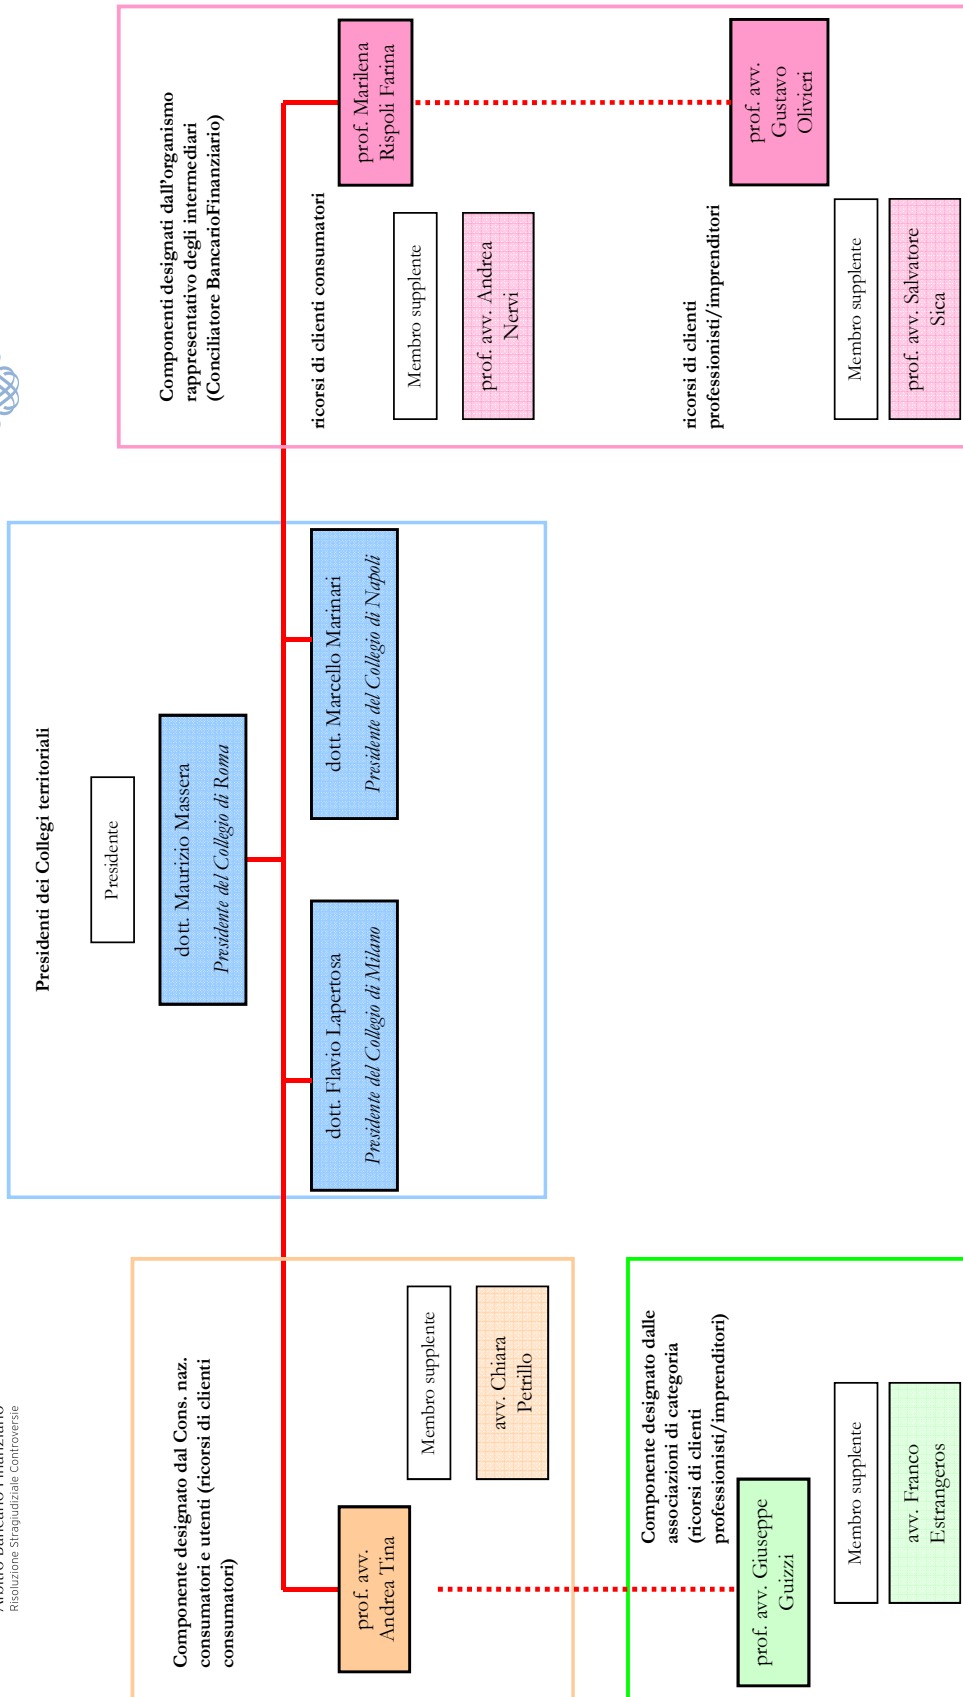 Arbitro Bancario Finanziario
Risoluzione Stragiudiziale Controversie
Presidenti dei Collegi territoriali
Presidente
dott. Maurizio Massera
Presidente del Collegio di Roma
dott. Flavio Lapertosa
Presidente del Collegio di Milano
dott. Marcello Marinari
Presidente del Collegio di Napoli
Componente designato dal Cons. naz.
consumatori e utenti (ricorsi di clienti
consumatori)
prof. avv.
Andrea Tina
Membro supplente
avv. Chiara
Petrillo
Componente designato dalle
associazioni di categoria
(ricorsi di clienti
professionisti/imprenditori)
prof. avv. Giuseppe
Guizzi
Membro supplente
avv. Franco
Estrangeros
Componenti designati dall'organismo
rappresentativo degli intermediari
(Conciliatore BancarioFinanziario)
prof. Marilena
Rispoli Farina
ricorsi di clienti consumatori
Membro supplente
prof. avv. Andrea
Nervi
prof. avv.
Gustavo
Olivieri
ricorsi di clienti
professionisti/imprenditori
Membro supplente
prof. avv. Salvatore
Sica